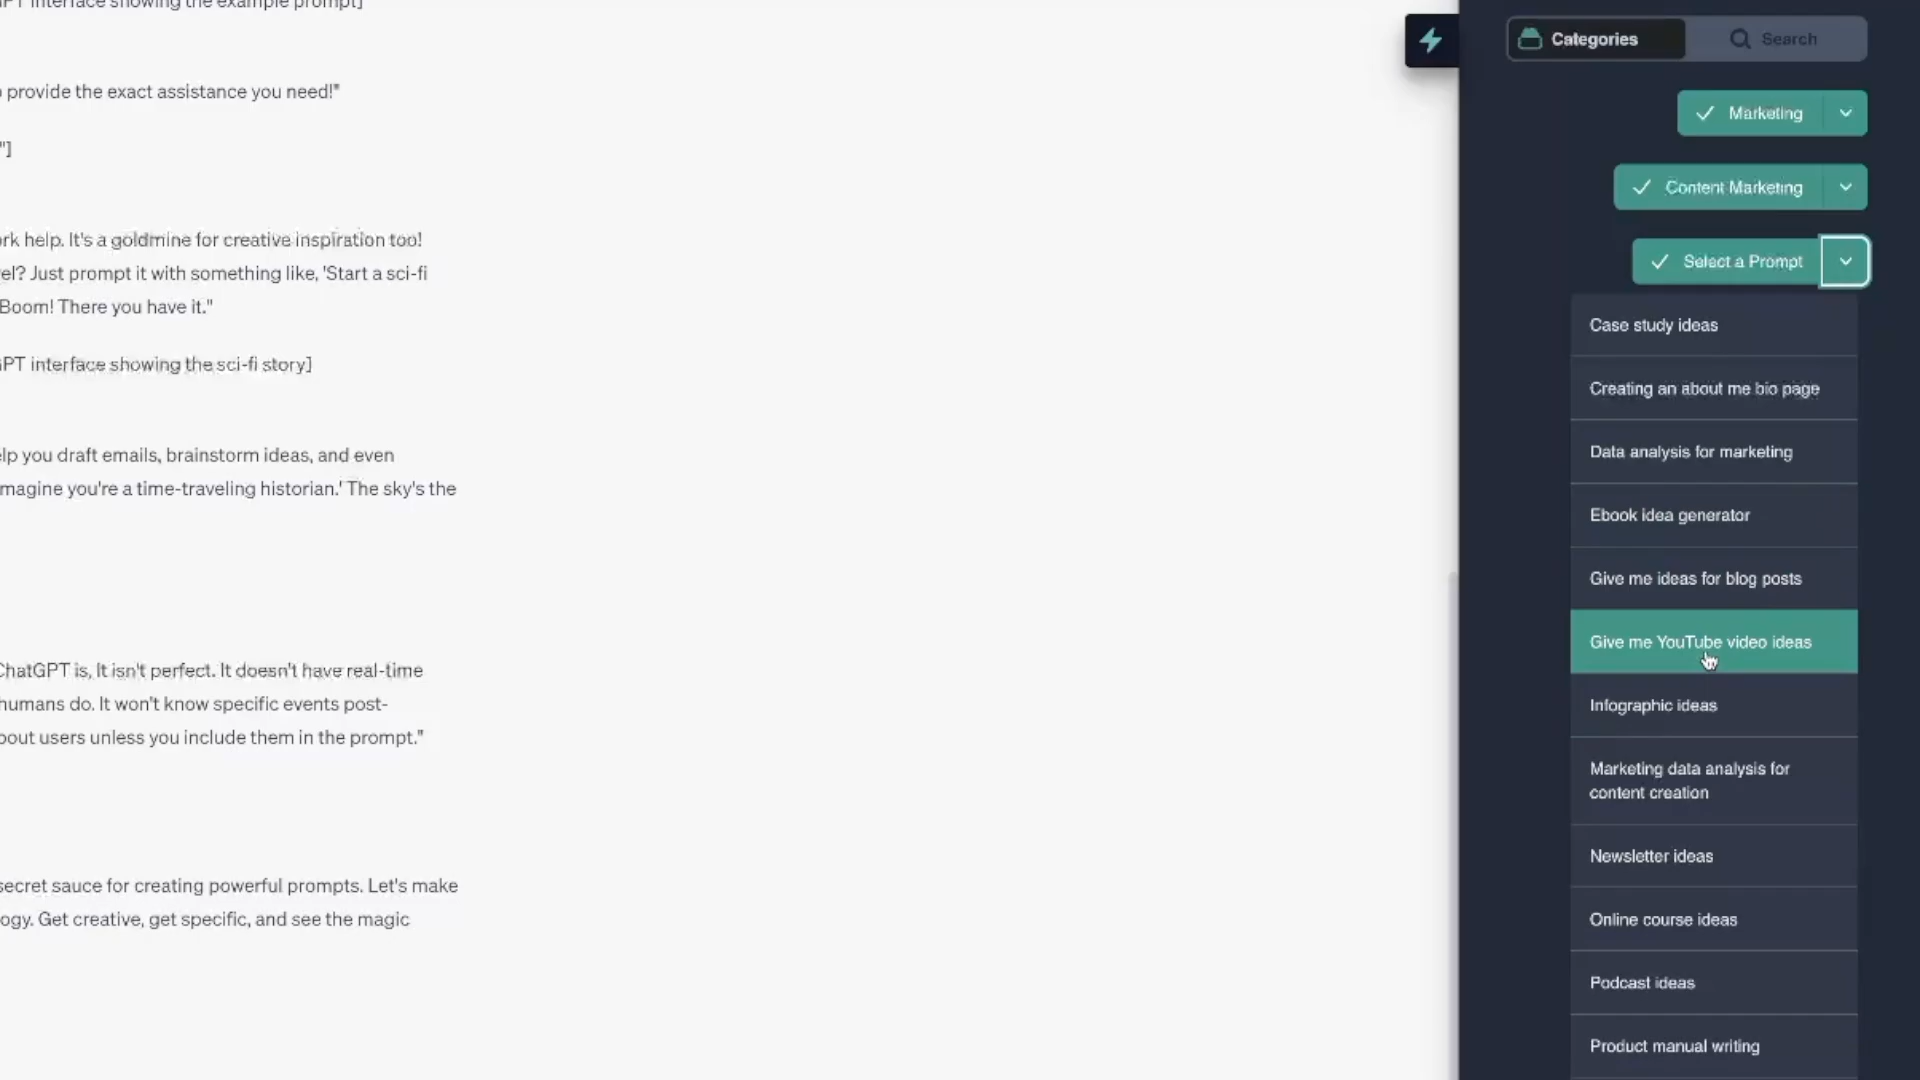 PT interface showing the example prompt]
provide the exact assistance you need!"
"]
rk help. It's a goldmine for creative inspiration too!
el? Just prompt it with something like, 'Start a sci-fi
Boom! There you have it."
PT interface showing the sci-fi story]
elp you draft emails, brainstorm ideas, and even
magine you're a time-traveling historian.' The sky's the
ChatGPT is, It isn't perfect. It doesn't have real-time
humans do. It won't know specific events post-
bout users unless you include them in the prompt."
secret sauce for creating powerful prompts. Let's make
ogy. Get creative, get specific, and see the magic
Categories
Search
Marketing
Content Marketing
Select a Prompt
Case study ideas
Creating an about me bio page
Data analysis for marketing
Ebook idea generator
Give me ideas for blog posts
Give me YouTube video ideas
Infographic ideas
Marketing data analysis for
content creation
Newsletter ideas
Online course ideas
Podcast ideas
Product manual writing